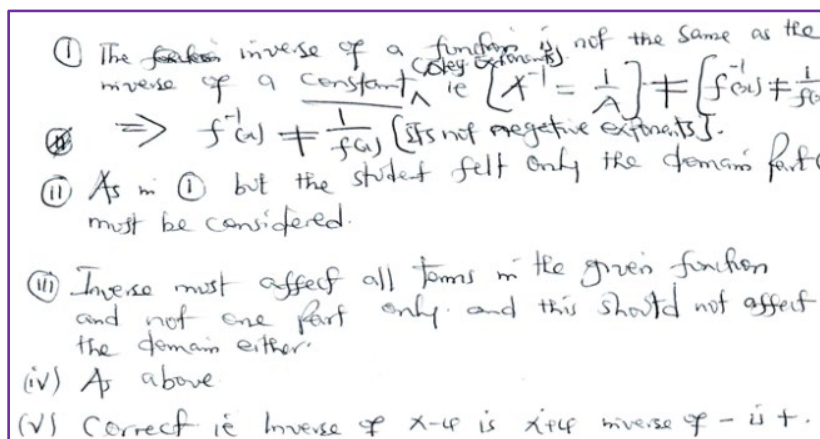 (i) The inverse of a function is not the same as the
inverse of a constant (obey exponents) ie [A⁻¹ = 1/A] ≠ [f⁻¹(x) ≠ 1/f(x)
⇒ f⁻¹(x) ≠ 1/f(x) [Its not negetive exponents].
(ii) As in (i) but the student felt only the domain part
must be considered.
(iii) Inverse must affect all terms in the given function
and not one part only. and this should not affect
the domain either.
(iv) As above
(v) Correct ie Inverse of x-4 is x+4 inverse of - is +.